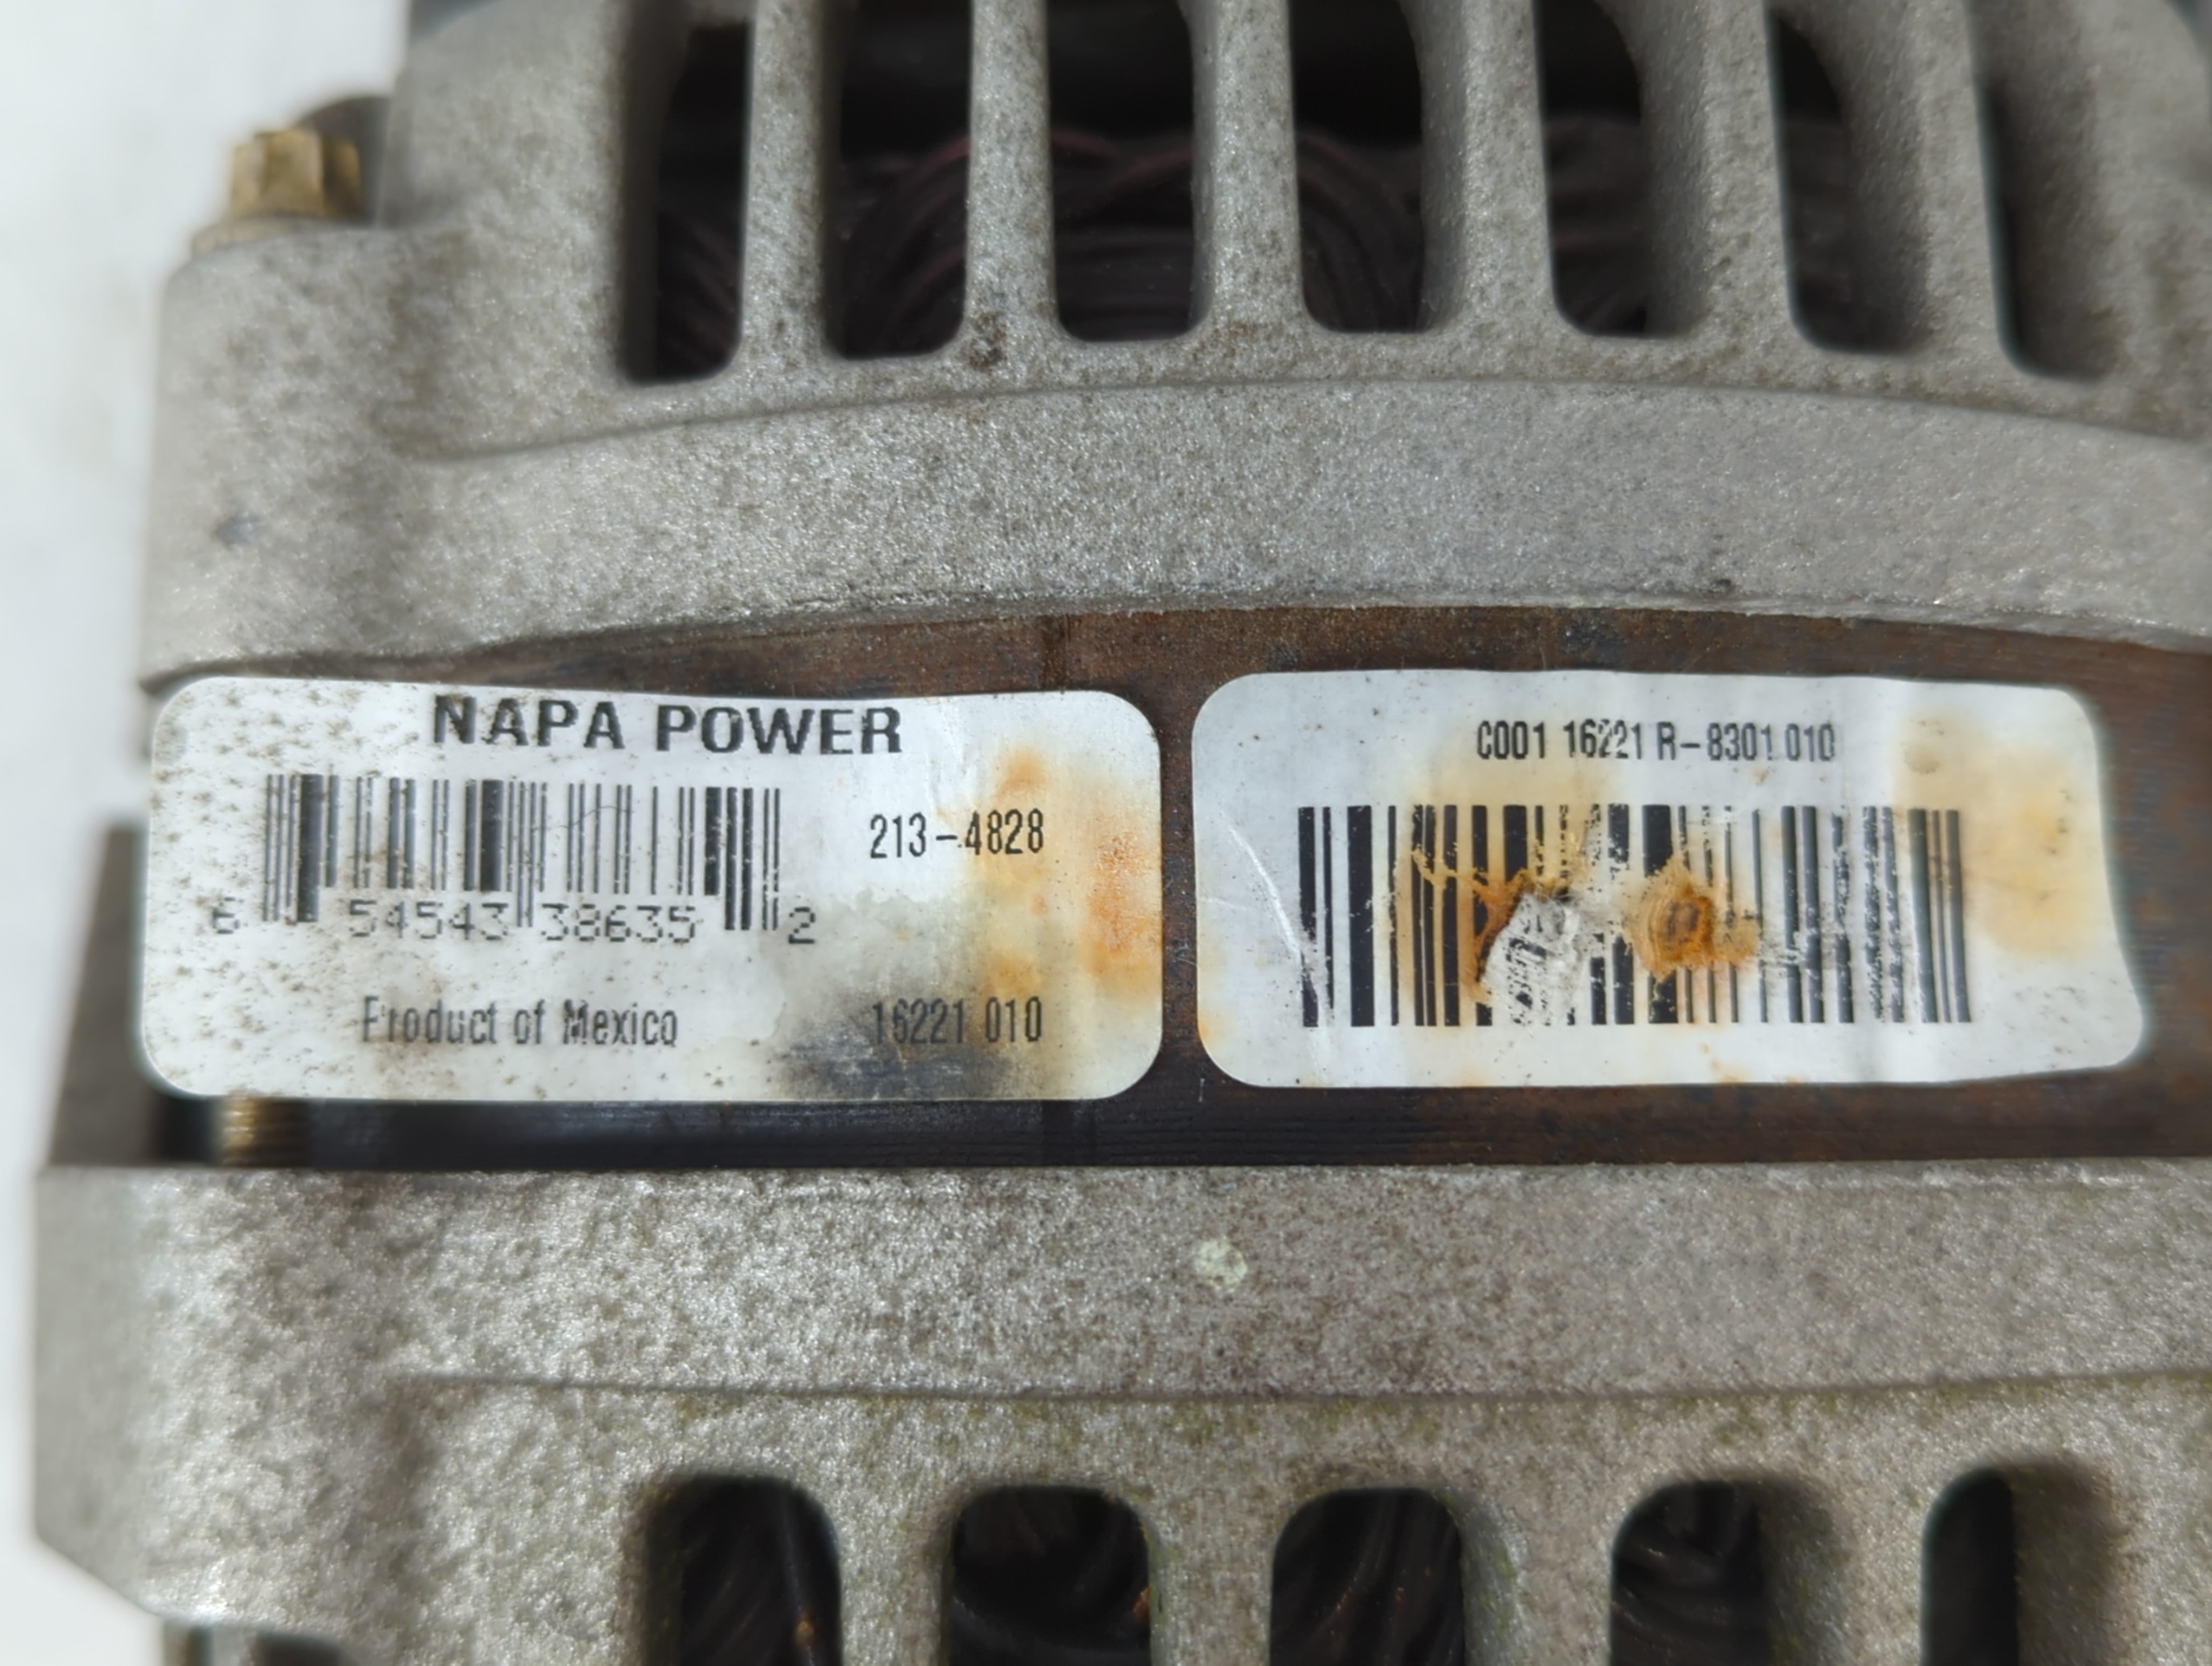 NAPA POWER
213-4828
6 54543 38635 2
Product of Mexico 16221 010
C001 16221 R-8301 010